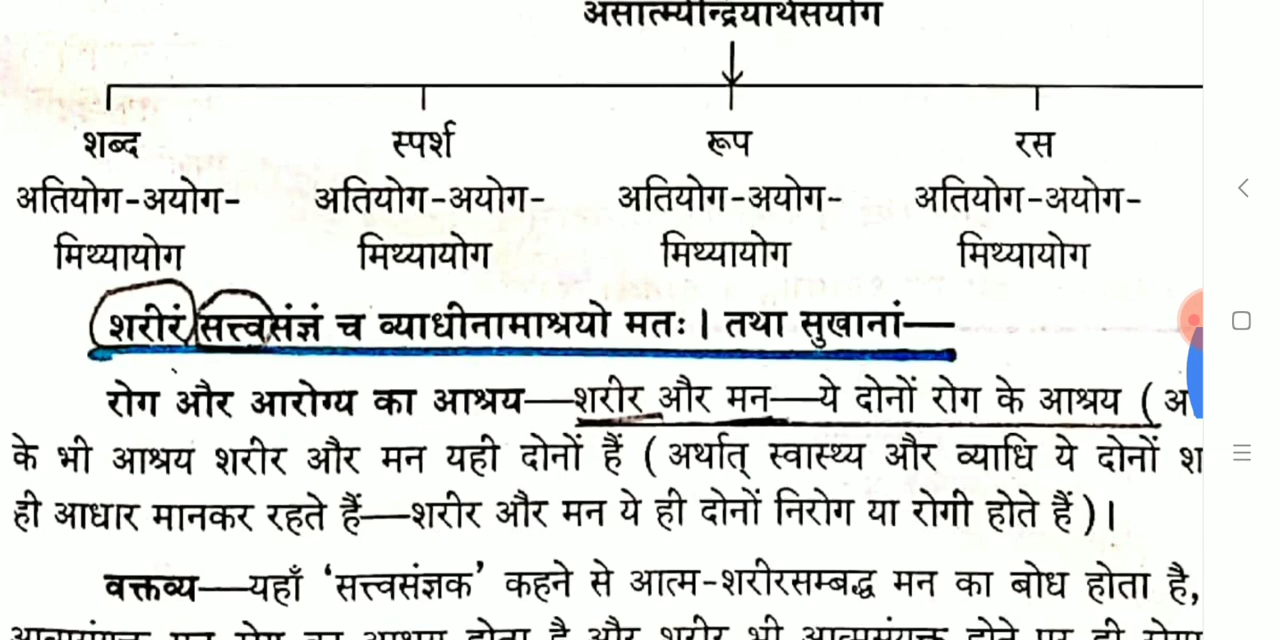 असात्म्येन्द्रियार्थसंयोग
शब्द स्पर्श रूप रस
अतियोग-अयोग- अतियोग-अयोग- अतियोग-अयोग- अतियोग-अयोग-
मिथ्यायोग मिथ्यायोग मिथ्यायोग मिथ्यायोग
शरीरं सत्त्वसंज्ञं च व्याधीनामाश्रयो मतः। तथा सुखानां—
रोग और आरोग्य का आश्रय—शरीर और मन—ये दोनों रोग के आश्रय (
के भी आश्रय शरीर और मन यही दोनों हैं ( अर्थात् स्वास्थ्य और व्याधि ये दोनों
ही आधार मानकर रहते हैं—शरीर और मन ये ही दोनों निरोग या रोगी होते हैं )।
वक्तव्य—यहाँ ‘सत्त्वसंज्ञक’ कहने से आत्म-शरीरसम्बद्ध मन का बोध होता है,